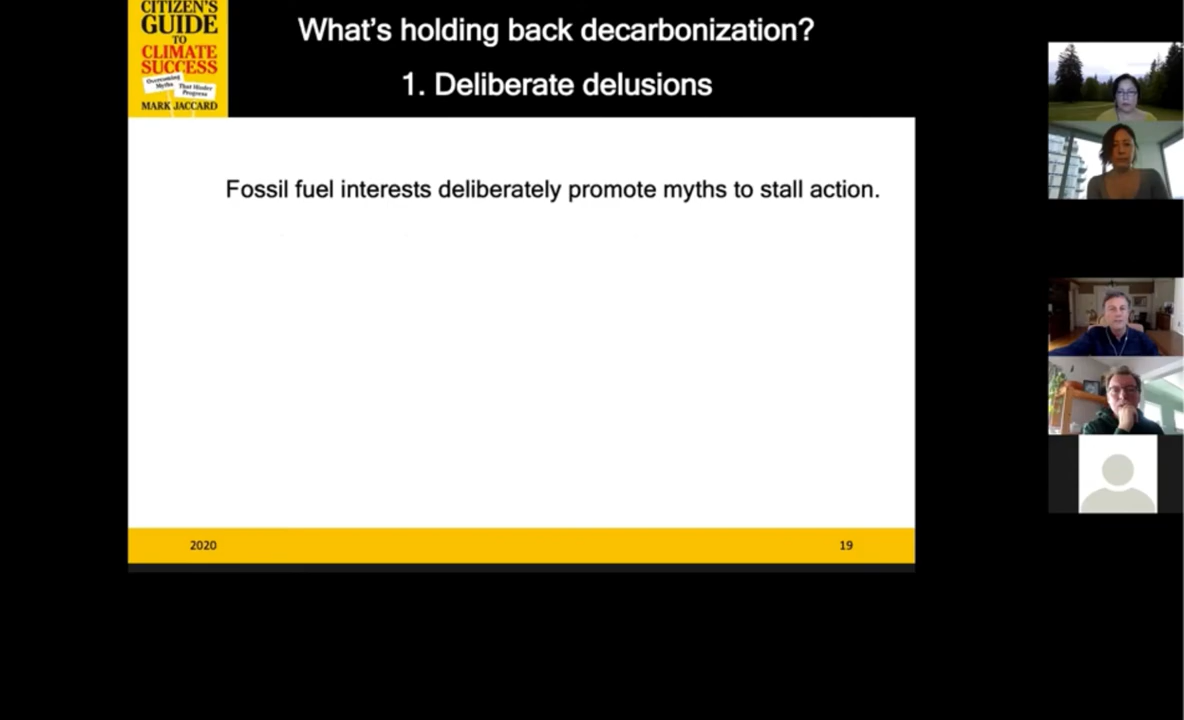 CITIZEN'S
GUIDE
TO
CLIMATE
SUCCESS
Overcoming
Myths
That Hinder
Progress
MARK JACCARD
What's holding back decarbonization?
1. Deliberate delusions
Fossil fuel interests deliberately promote myths to stall action.
2020
19